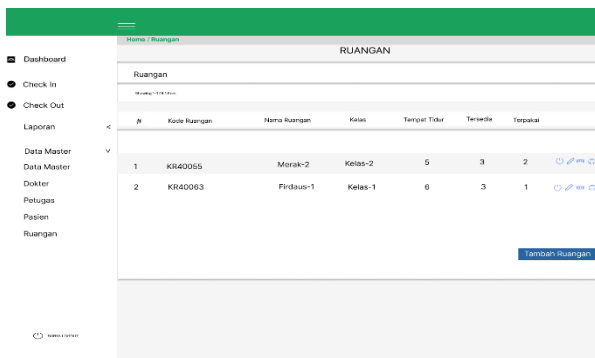 Home / Ruangan
RUANGAN
Dashboard
Check In
Check Out
Laporan <
Data Master v
Data Master
Dokter
Petugas
Pasien
Ruangan
Ruangan
# Kode Ruangan Nama Ruangan Kelas Tempat Tidur Tersedia Terpakai
1 KR40055 Merak-2 Kelas-2 5 3 2
2 KR40063 Firdaus-1 Kelas-1 6 3 1
Tambah Ruangan